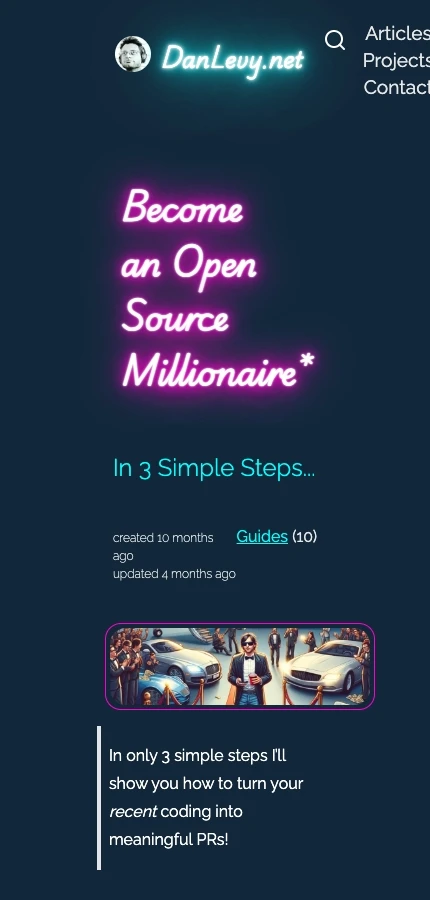 DanLevy.net
Articles
Projects
Contact
Become
an Open
Source
Millionaire*
In 3 Simple Steps...
created 10 months
ago
updated 4 months ago
Guides (10)
In only 3 simple steps I'll
show you how to turn your
recent coding into
meaningful PRs!